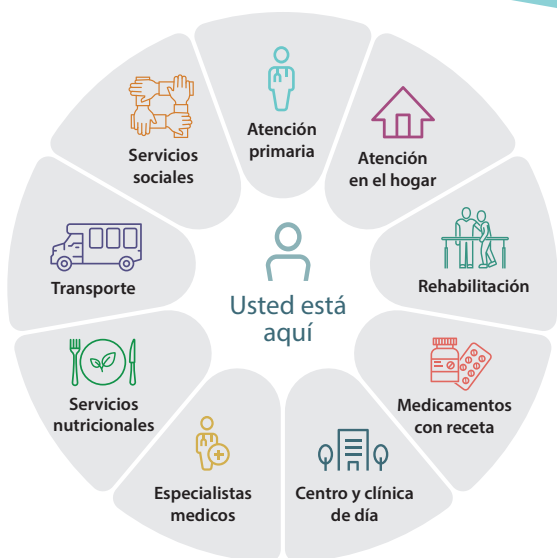 Atención
primaria
Atención
en el hogar
Rehabilitación
Medicamentos
con receta
Centro y clínica
de día
Especialistas
medicos
Servicios
nutricionales
Transporte
Servicios
sociales
Usted está
aquí